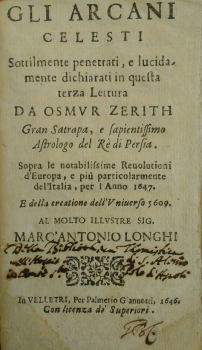 GLI ARCANI
CELESTI
Sottilmente penetrati, e lucida-
mente dichiarati in questa
terza Lettura
DA OSMVR ZERITH
Gran Satrapa, e sapientissimo
Astrologo del Rè di Persia.
Sopra le notabilissime Reuolutioni
d'Europa, e più particolarmente
dell'Italia, per l'Anno 1647.
E della creatione dell'Vniuerso 5609.
AL MOLTO ILLVSTRE SIG.
MARC'ANTONIO LONGHI
Della
In VELLETRI, Per Palmerio Giannotti, 1646.
Con licenza de' Superiori.